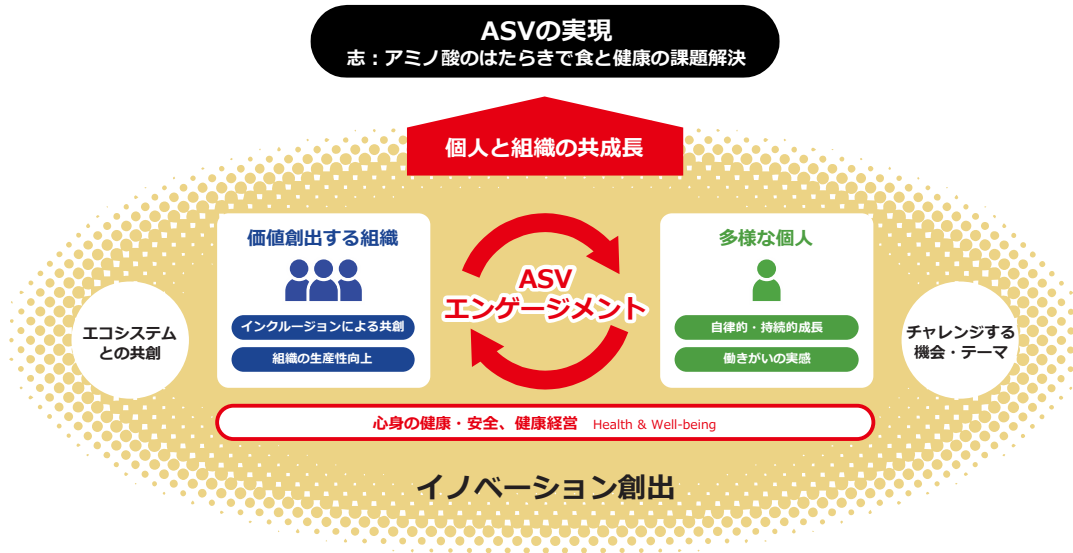 ASVの実現
志：アミノ酸のはたらきで食と健康の課題解決
個人と組織の共成長
価値創出する組織
インクルージョンによる共創
組織の生産性向上
ASV
エンゲージメント
多様な個人
自律的・持続的成長
働きがいの実感
エコシステム
との共創
チャレンジする
機会・テーマ
心身の健康・安全、健康経営 Health & Well-being
イノベーション創出